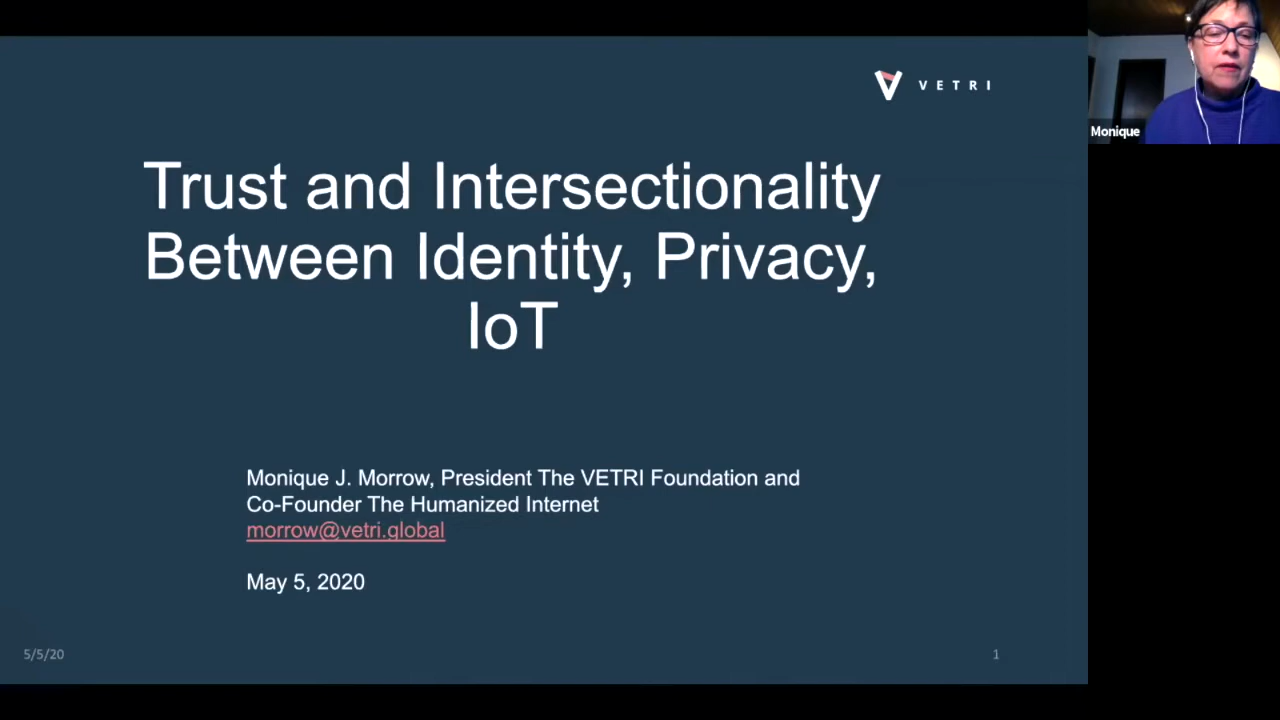 VETRI
Trust and Intersectionality
Between Identity, Privacy,
IoT
Monique J. Morrow, President The VETRI Foundation and
Co-Founder The Humanized Internet
morrow@vetri.global
May 5, 2020
5/5/20
1
Monique